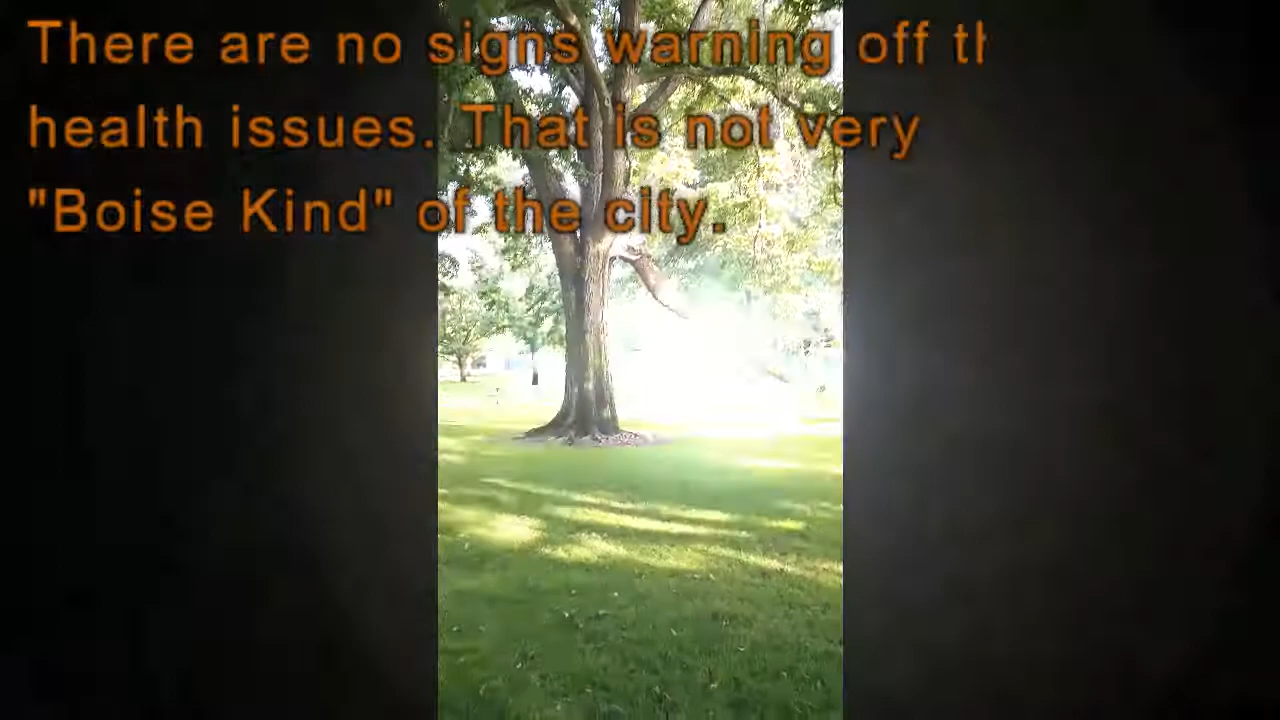 There are no signs warning off
health issues. That is not very
"Boise Kind" of the city.